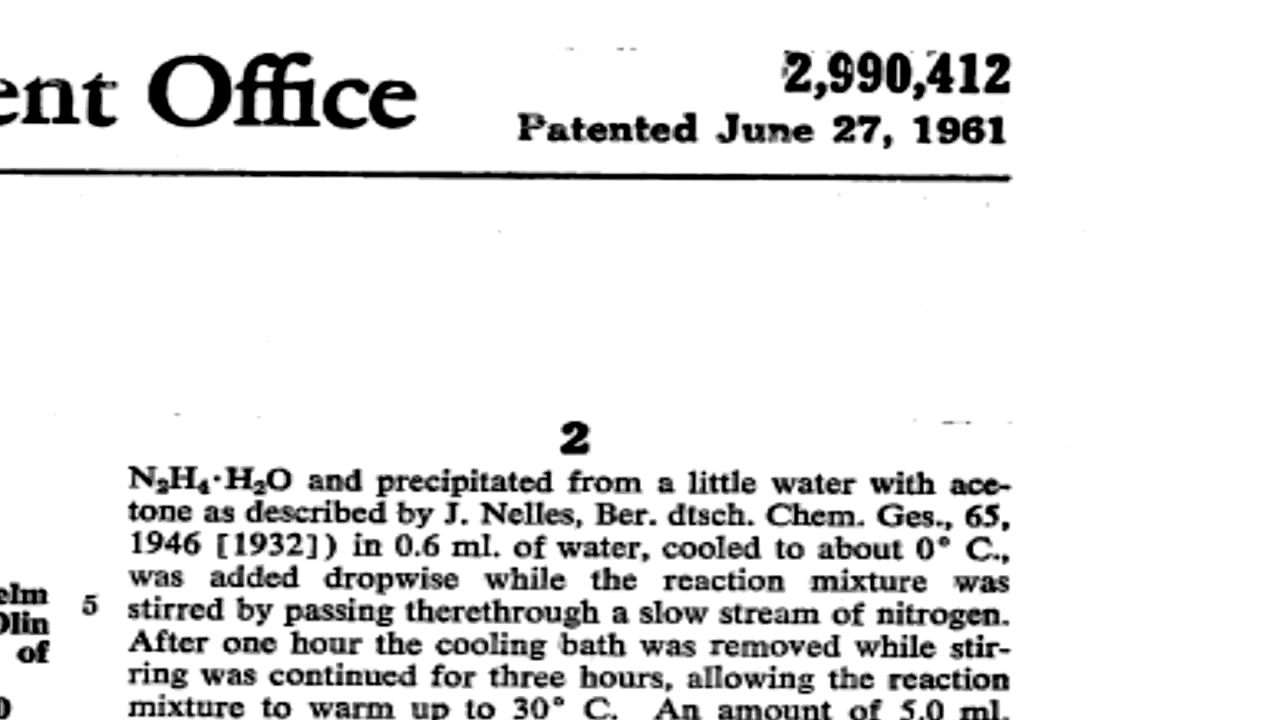 ent Office
2,990,412
Patented June 27, 1961
2
N₂H₄·H₂O and precipitated from a little water with ace-
tone as described by J. Nelles, Ber. dtsch. Chem. Ges., 65,
1946 [1932]) in 0.6 ml. of water, cooled to about 0° C.,
was added dropwise while the reaction mixture was
stirred by passing therethrough a slow stream of nitrogen.
After one hour the cooling bath was removed while stir-
ring was continued for three hours, allowing the reaction
mixture to warm up to 30° C. An amount of 5.0 ml.
elm
Olin
of
5